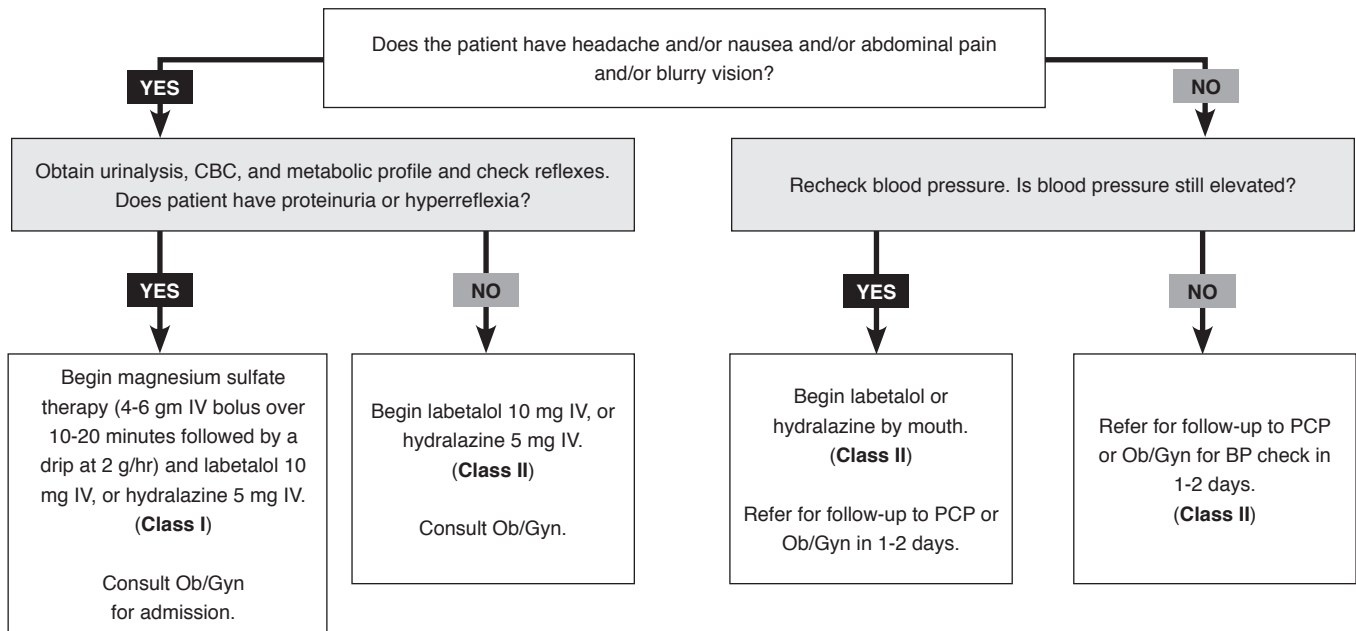 Does the patient have headache and/or nausea and/or abdominal pain
and/or blurry vision?
YES
NO
Obtain urinalysis, CBC, and metabolic profile and check reflexes.
Does patient have proteinuria or hyperreflexia?
Recheck blood pressure. Is blood pressure still elevated?
YES
NO
YES
NO
Begin magnesium sulfate
therapy (4-6 gm IV bolus over
10-20 minutes followed by a
drip at 2 g/hr) and labetalol 10
mg IV, or hydralazine 5 mg IV.
(Class I)
Consult Ob/Gyn
for admission.
Begin labetalol 10 mg IV, or
hydralazine 5 mg IV.
(Class II)
Consult Ob/Gyn.
Begin labetalol or
hydralazine by mouth.
(Class II)
Refer for follow-up to PCP or
Ob/Gyn in 1-2 days.
Refer for follow-up to PCP
or Ob/Gyn for BP check in
1-2 days.
(Class II)